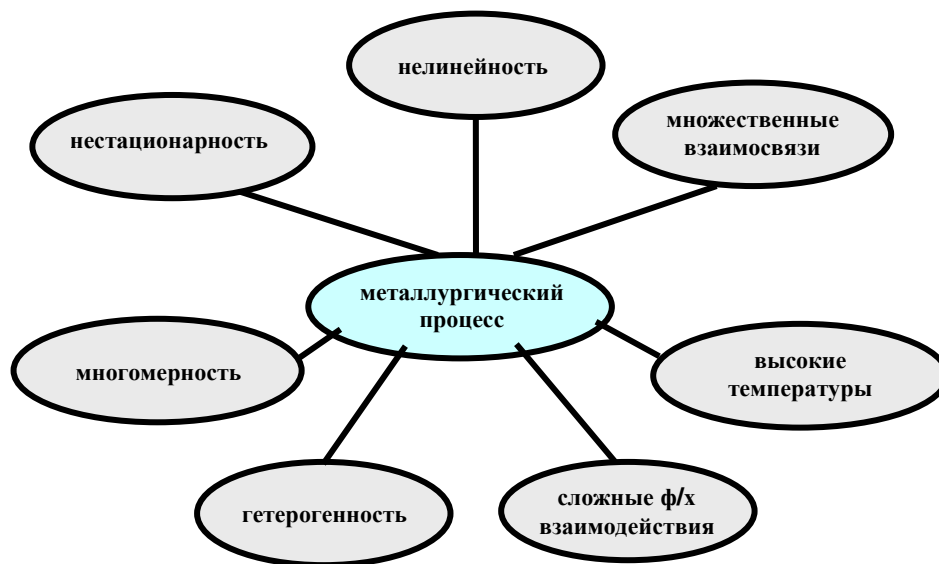 нелинейность
нестационарность
множественные
взаимосвязи
металлургический
процесс
многомерность
высокие
температуры
гетерогенность
сложные ф/х
взаимодействия